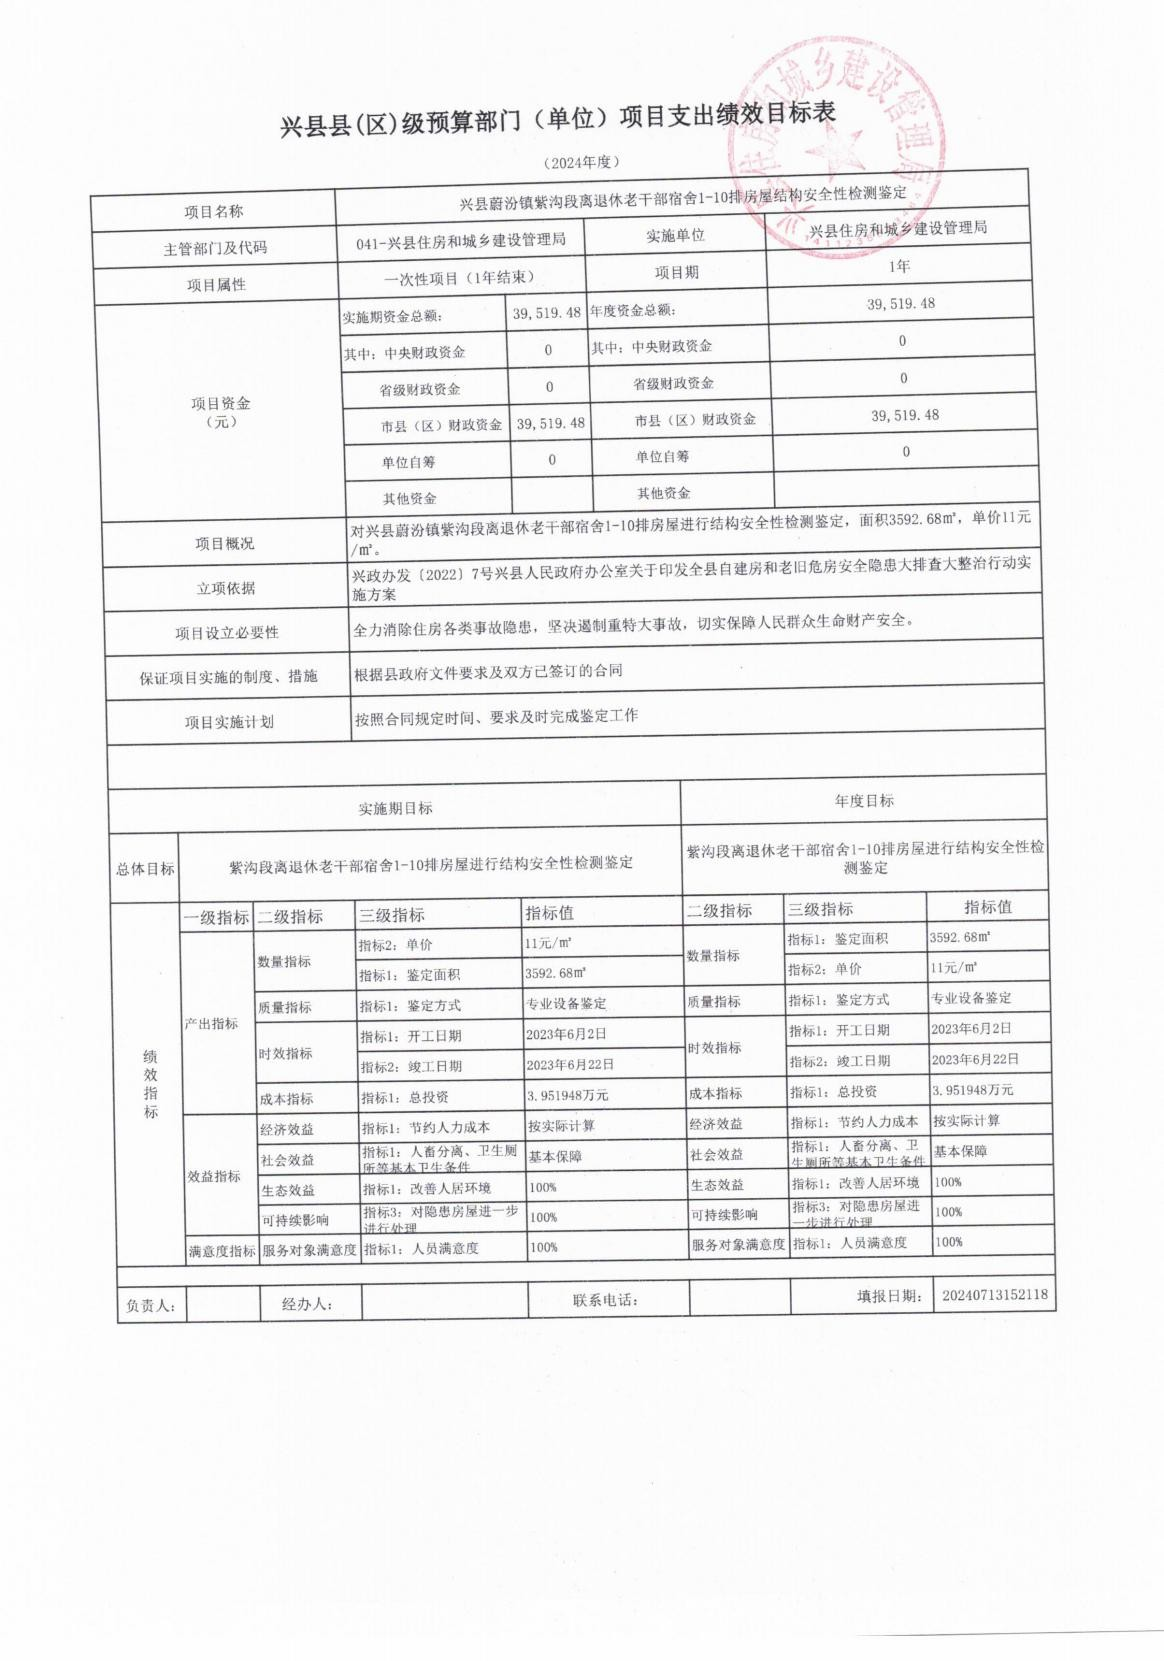 兴县县(区)级预算部门（单位）项目支出绩效目标表
（2024年度）
项目名称 兴县蔚汾镇紫沟段离退休老干部宿舍1-10排房屋结构安全性检测鉴定
主管部门及代码 041-兴县住房和城乡建设管理局 实施单位 兴县住房和城乡建设管理局
项目属性 一次性项目（1年结束） 项目期 1年
项目资金
（元）
实施期资金总额： 39,519.48 年度资金总额： 39,519.48
其中：中央财政资金 0 其中：中央财政资金 0
省级财政资金 0 省级财政资金 0
市县（区）财政资金 39,519.48 市县（区）财政资金 39,519.48
单位自筹 0 单位自筹 0
其他资金 其他资金
项目概况 对兴县蔚汾镇紫沟段离退休老干部宿舍1-10排房屋进行结构安全性检测鉴定，面积3592.68㎡，单价11元
/㎡。
立项依据 兴政办发〔2022〕7号兴县人民政府办公室关于印发全县自建房和老旧危房安全隐患大排查大整治行动实
施方案
项目设立必要性 全力消除住房各类事故隐患，坚决遏制重特大事故，切实保障人民群众生命财产安全。
保证项目实施的制度、措施 根据县政府文件要求及双方已签订的合同
项目实施计划 按照合同规定时间、要求及时完成鉴定工作
实施期目标 年度目标
总体目标 紫沟段离退休老干部宿舍1-10排房屋进行结构安全性检测鉴定 紫沟段离退休老干部宿舍1-10排房屋进行结构安全性检
测鉴定
绩效指标
一级指标 二级指标 三级指标 指标值 二级指标 三级指标 指标值
产出指标 数量指标 指标2：单价 11元/㎡ 数量指标 指标1：鉴定面积 3592.68㎡
指标1：鉴定面积 3592.68㎡ 指标2：单价 11元/㎡
质量指标 指标1：鉴定方式 专业设备鉴定 质量指标 指标1：鉴定方式 专业设备鉴定
时效指标 指标1：开工日期 2023年6月2日 时效指标 指标1：开工日期 2023年6月2日
指标2：竣工日期 2023年6月22日 指标2：竣工日期 2023年6月22日
成本指标 指标1：总投资 3.951948万元 成本指标 指标1：总投资 3.951948万元
效益指标 经济效益 指标1：节约人力成本 按实际计算 经济效益 指标1：节约人力成本 按实际计算
社会效益 指标1：人畜分离、卫生厕 基本保障 社会效益 指标1：人畜分离、卫 基本保障
所等基本卫生条件 生厕所等基本卫生条件
生态效益 指标1：改善人居环境 100% 生态效益 指标1：改善人居环境 100%
可持续影响 指标3：对隐患房屋进一步 100% 可持续影响 指标3：对隐患房屋进 100%
进行处理 一步进行处理
满意度指标 服务对象满意度 指标1：人员满意度 100% 服务对象满意度 指标1：人员满意度 100%
负责人： 经办人： 联系电话： 填报日期： 20240713152118